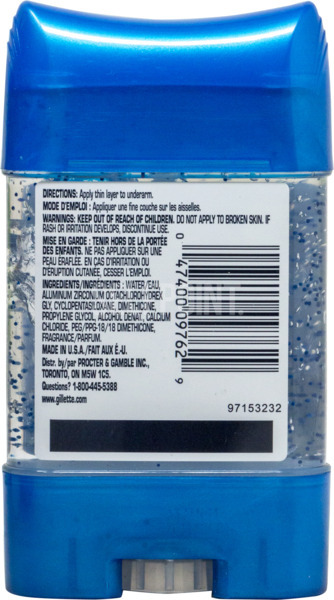 DIRECTIONS: Apply thin layer to underarm.
MODE D'EMPLOI : Appliquer une fine couche sur les aisselles.
WARNINGS: KEEP OUT OF REACH OF CHILDREN. DO NOT APPLY TO BROKEN SKIN. IF
RASH OR IRRITATION DEVELOPS, DISCONTINUE USE.
MISE EN GARDE : TENIR HORS DE LA PORTÉE
DES ENFANTS. NE PAS APPLIQUER SUR UNE
PEAU ÉRAFLÉE. EN CAS D'IRRITATION OU
D'ÉRUPTION CUTANÉE, CESSER L'EMPLOI.
INGREDIENTS/INGRÉDIENTS : WATER/EAU,
ALUMINUM ZIRCONIUM OCTACHLOROHYDREX
GLY, CYCLOPENTASILOXANE, DIMETHICONE,
PROPYLENE GLYCOL, ALCOHOL DENAT., CALCIUM
CHLORIDE, PEG/PPG-18/18 DIMETHICONE,
FRAGRANCE/PARFUM.
MADE IN U.S.A./FAIT AUX É.-U.
Distr. by/par PROCTER & GAMBLE INC.,
TORONTO, ON M5W 1C5.
Questions? 1-800-445-5388
www.gillette.com
0 47400 09762 9
97153232